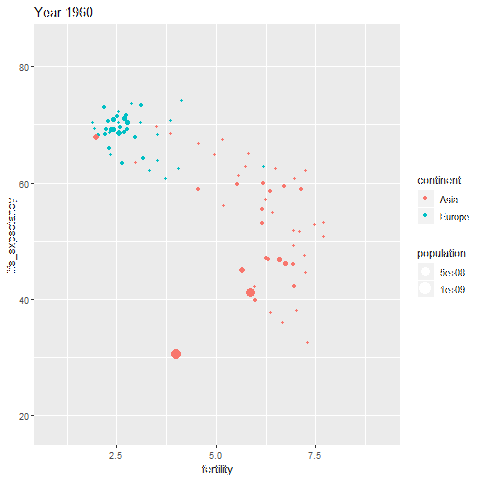 Year 1960
80
60
40
20
life_expectancy
2.5 5.0 7.5
fertility
continent
Asia
Europe
population
5e+08
1e+09